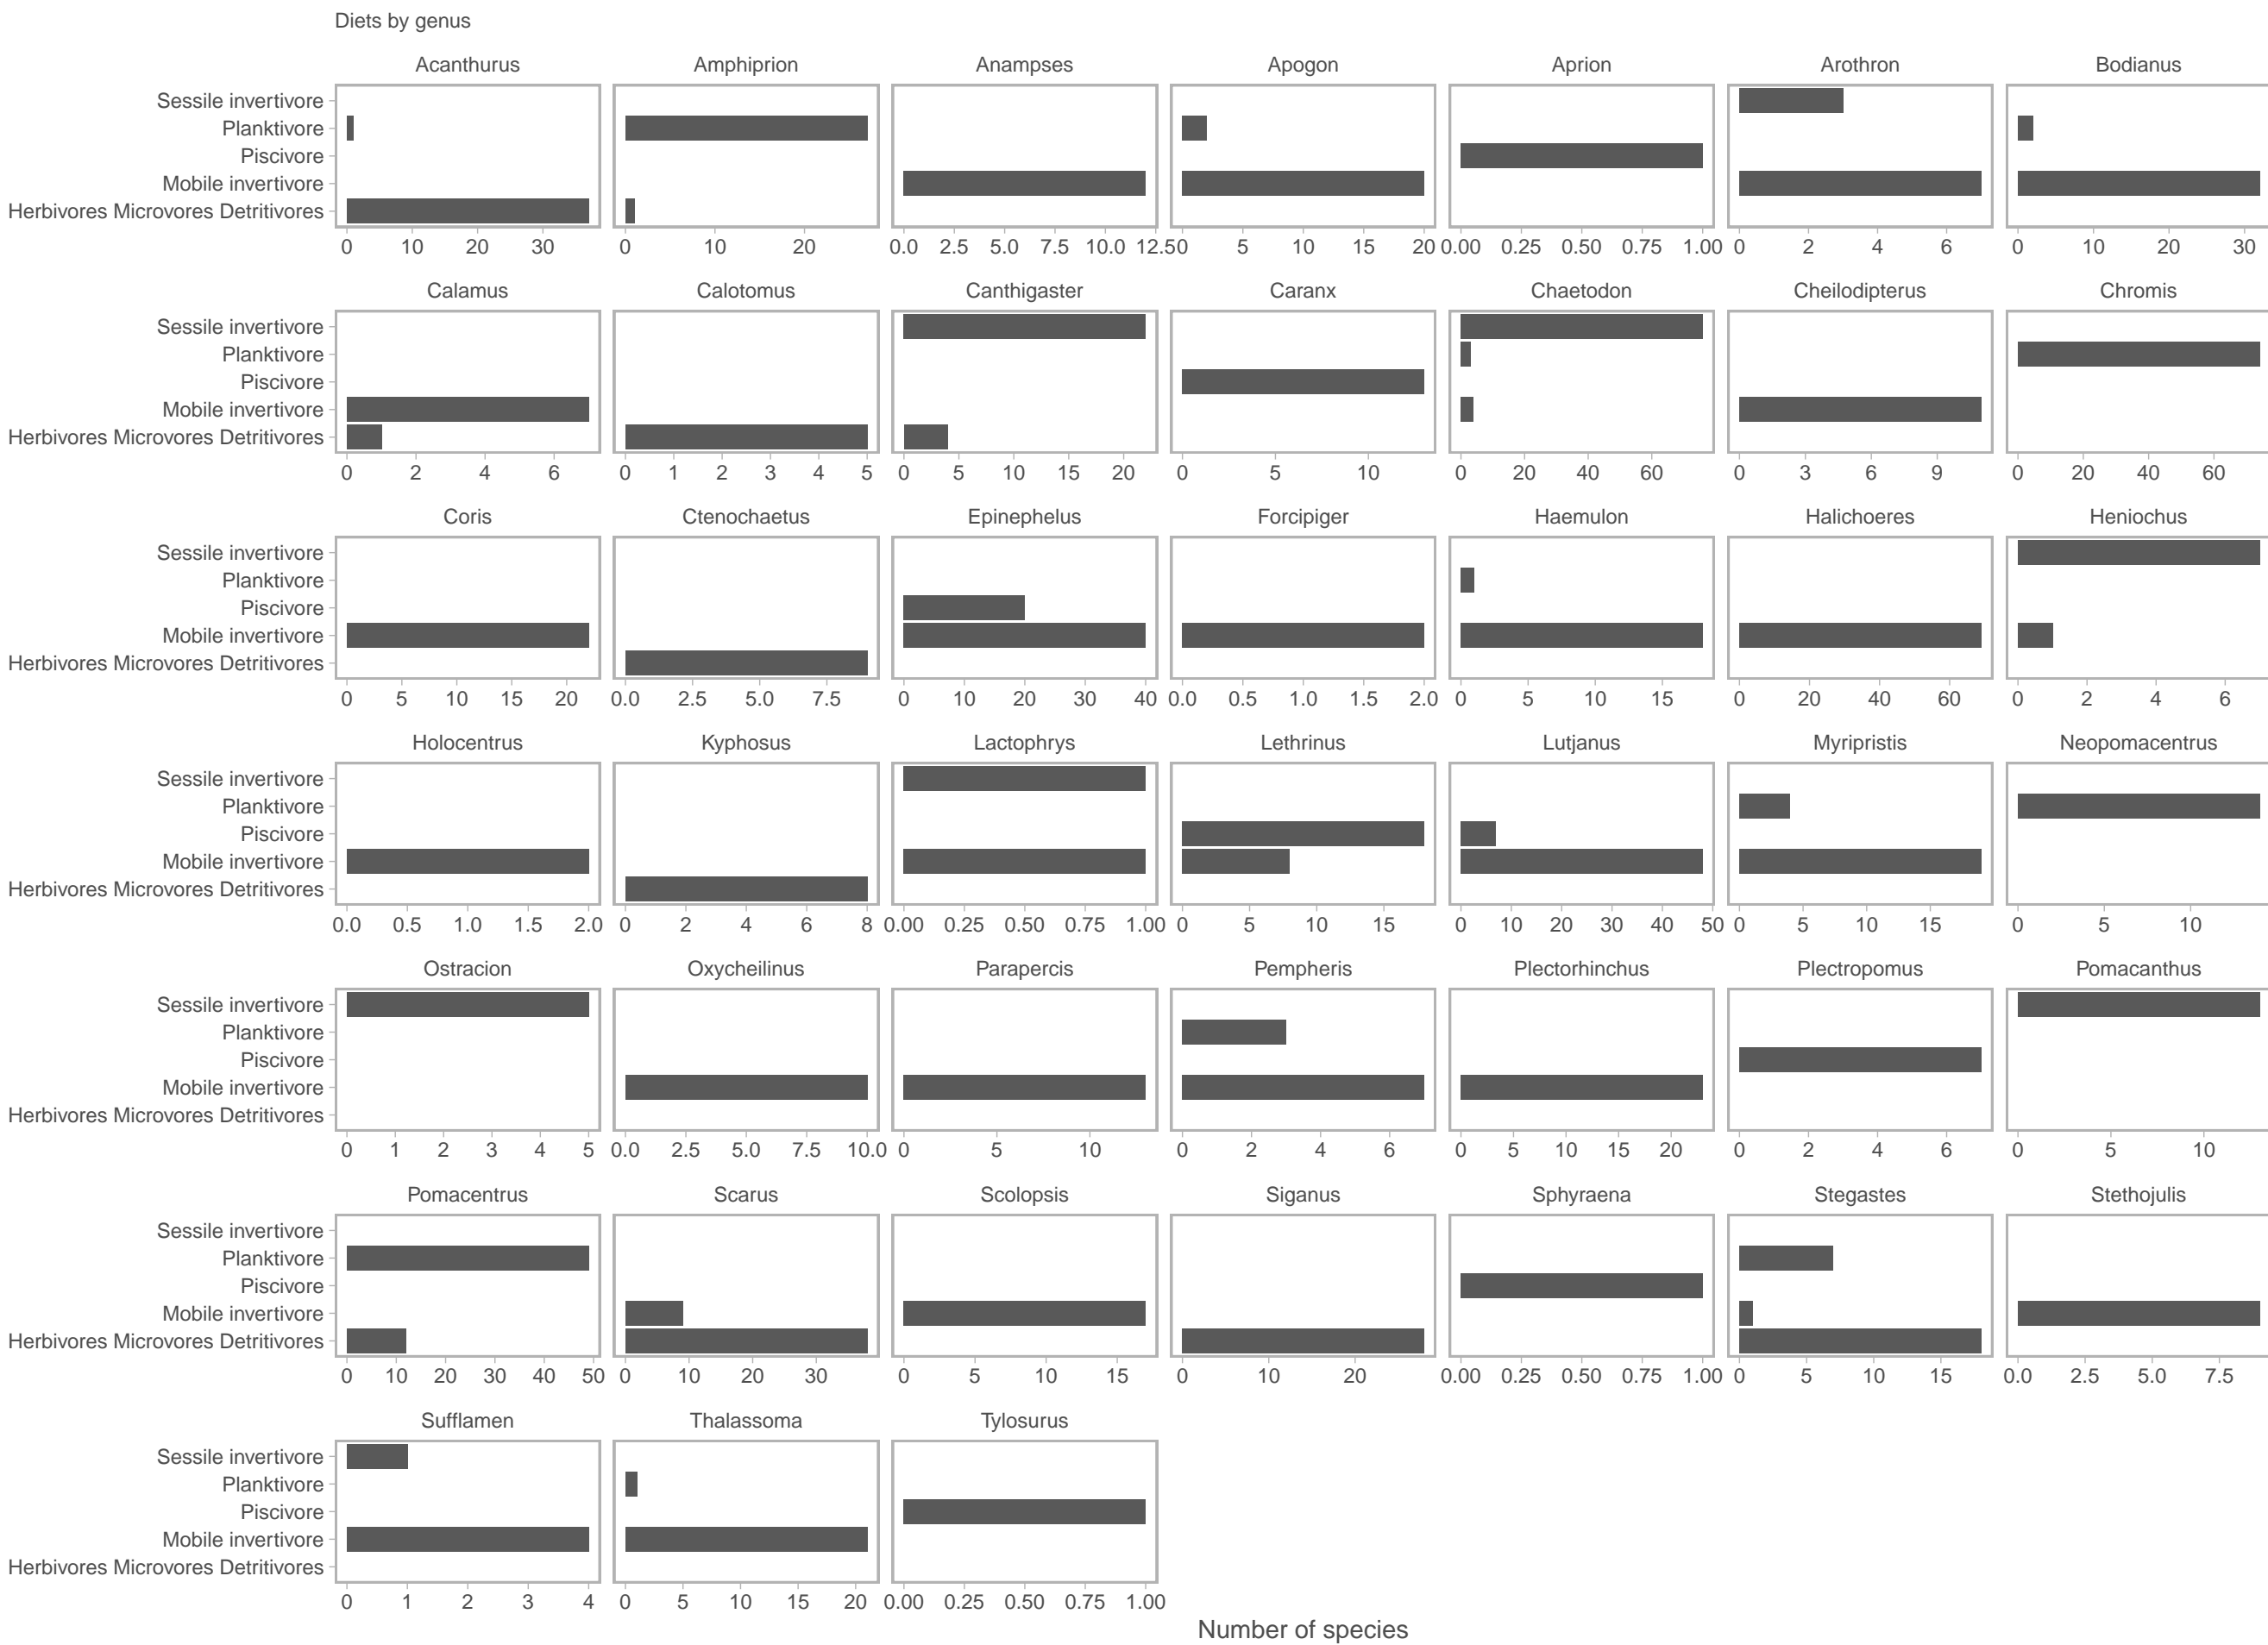 Diets by genus
Acanthurus Amphiprion Anampses Apogon Aprion Arothron Bodianus
Sessile invertivore
Planktivore
Piscivore
Mobile invertivore
Herbivores Microvores Detritivores
0 10 20 30 0 10 20 0.0 2.5 5.0 7.5 10.0 12.5 0 5 10 15 20 0.00 0.25 0.50 0.75 1.00 0 2 4 6 0 10 20 30
Calamus Calotomus Canthigaster Caranx Chaetodon Cheilodipterus Chromis
Sessile invertivore
Planktivore
Piscivore
Mobile invertivore
Herbivores Microvores Detritivores
0 2 4 6 0 1 2 3 4 5 0 5 10 15 20 0 5 10 0 20 40 60 0 3 6 9 0 20 40 60
Coris Ctenochaetus Epinephelus Forcipiger Haemulon Halichoeres Heniochus
Sessile invertivore
Planktivore
Piscivore
Mobile invertivore
Herbivores Microvores Detritivores
0 5 10 15 20 0.0 2.5 5.0 7.5 0 10 20 30 40 0.0 0.5 1.0 1.5 2.0 0 5 10 15 0 20 40 60 0 2 4 6
Holocentrus Kyphosus Lactophrys Lethrinus Lutjanus Myripristis Neopomacentrus
Sessile invertivore
Planktivore
Piscivore
Mobile invertivore
Herbivores Microvores Detritivores
0.0 0.5 1.0 1.5 2.0 0 2 4 6 8 0.00 0.25 0.50 0.75 1.00 0 5 10 15 0 10 20 30 40 50 0 5 10 15 0 5 10
Ostracion Oxycheilinus Parapercis Pempheris Plectorhinchus Plectropomus Pomacanthus
Sessile invertivore
Planktivore
Piscivore
Mobile invertivore
Herbivores Microvores Detritivores
0 1 2 3 4 5 0.0 2.5 5.0 7.5 10.0 0 5 10 0 2 4 6 0 5 10 15 20 0 2 4 6 0 5 10
Pomacentrus Scarus Scolopsis Siganus Sphyraena Stegastes Stethojulis
Sessile invertivore
Planktivore
Piscivore
Mobile invertivore
Herbivores Microvores Detritivores
0 10 20 30 40 50 0 10 20 30 0 5 10 15 0 10 20 0.00 0.25 0.50 0.75 1.00 0 5 10 15 0.0 2.5 5.0 7.5
Sufflamen Thalassoma Tylosurus
Sessile invertivore
Planktivore
Piscivore
Mobile invertivore
Herbivores Microvores Detritivores
0 1 2 3 4 0 5 10 15 20 0.00 0.25 0.50 0.75 1.00
Number of species